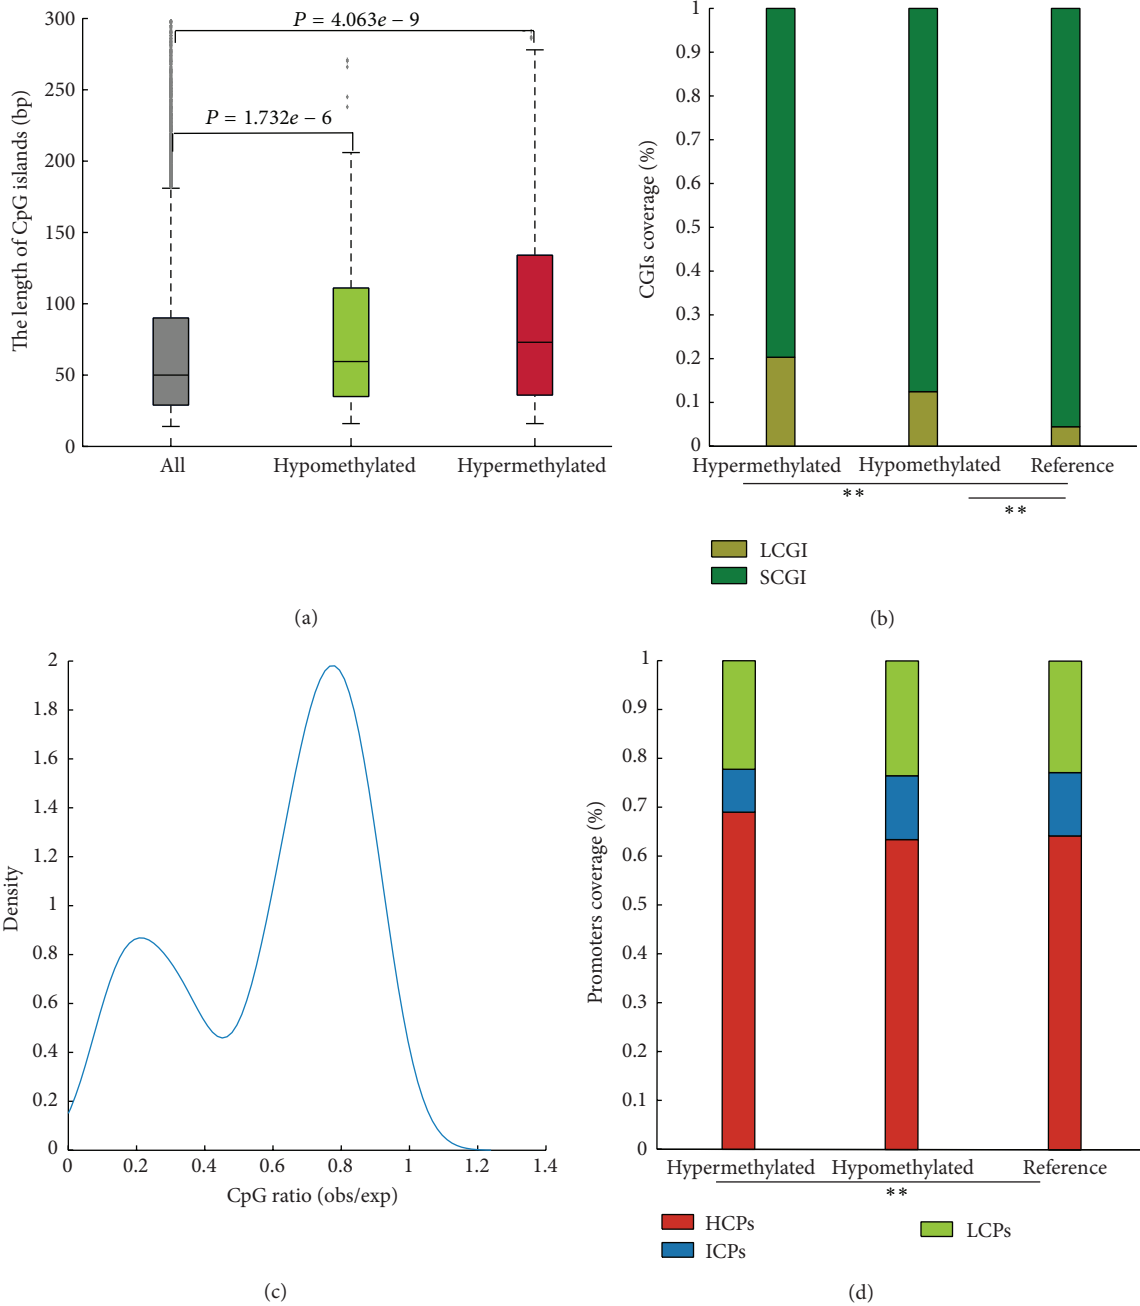 The length of CpG islands (bp)
300
250
200
150
100
50
0
P = 4.063e − 9
P = 1.732e − 6
All
Hypomethylated
Hypermethylated
(a)
CGIs coverage (%)
1
0.9
0.8
0.7
0.6
0.5
0.4
0.3
0.2
0.1
0
Hypermethylated
Hypomethylated
Reference
**
**
LCGI
SCGI
(b)
Density
2
1.8
1.6
1.4
1.2
1
0.8
0.6
0.4
0.2
0
0 0.2 0.4 0.6 0.8 1 1.2 1.4
CpG ratio (obs/exp)
(c)
Promoters coverage (%)
1
0.9
0.8
0.7
0.6
0.5
0.4
0.3
0.2
0.1
0
Hypermethylated
Hypomethylated
Reference
**
HCPs
ICPs
LCPs
(d)